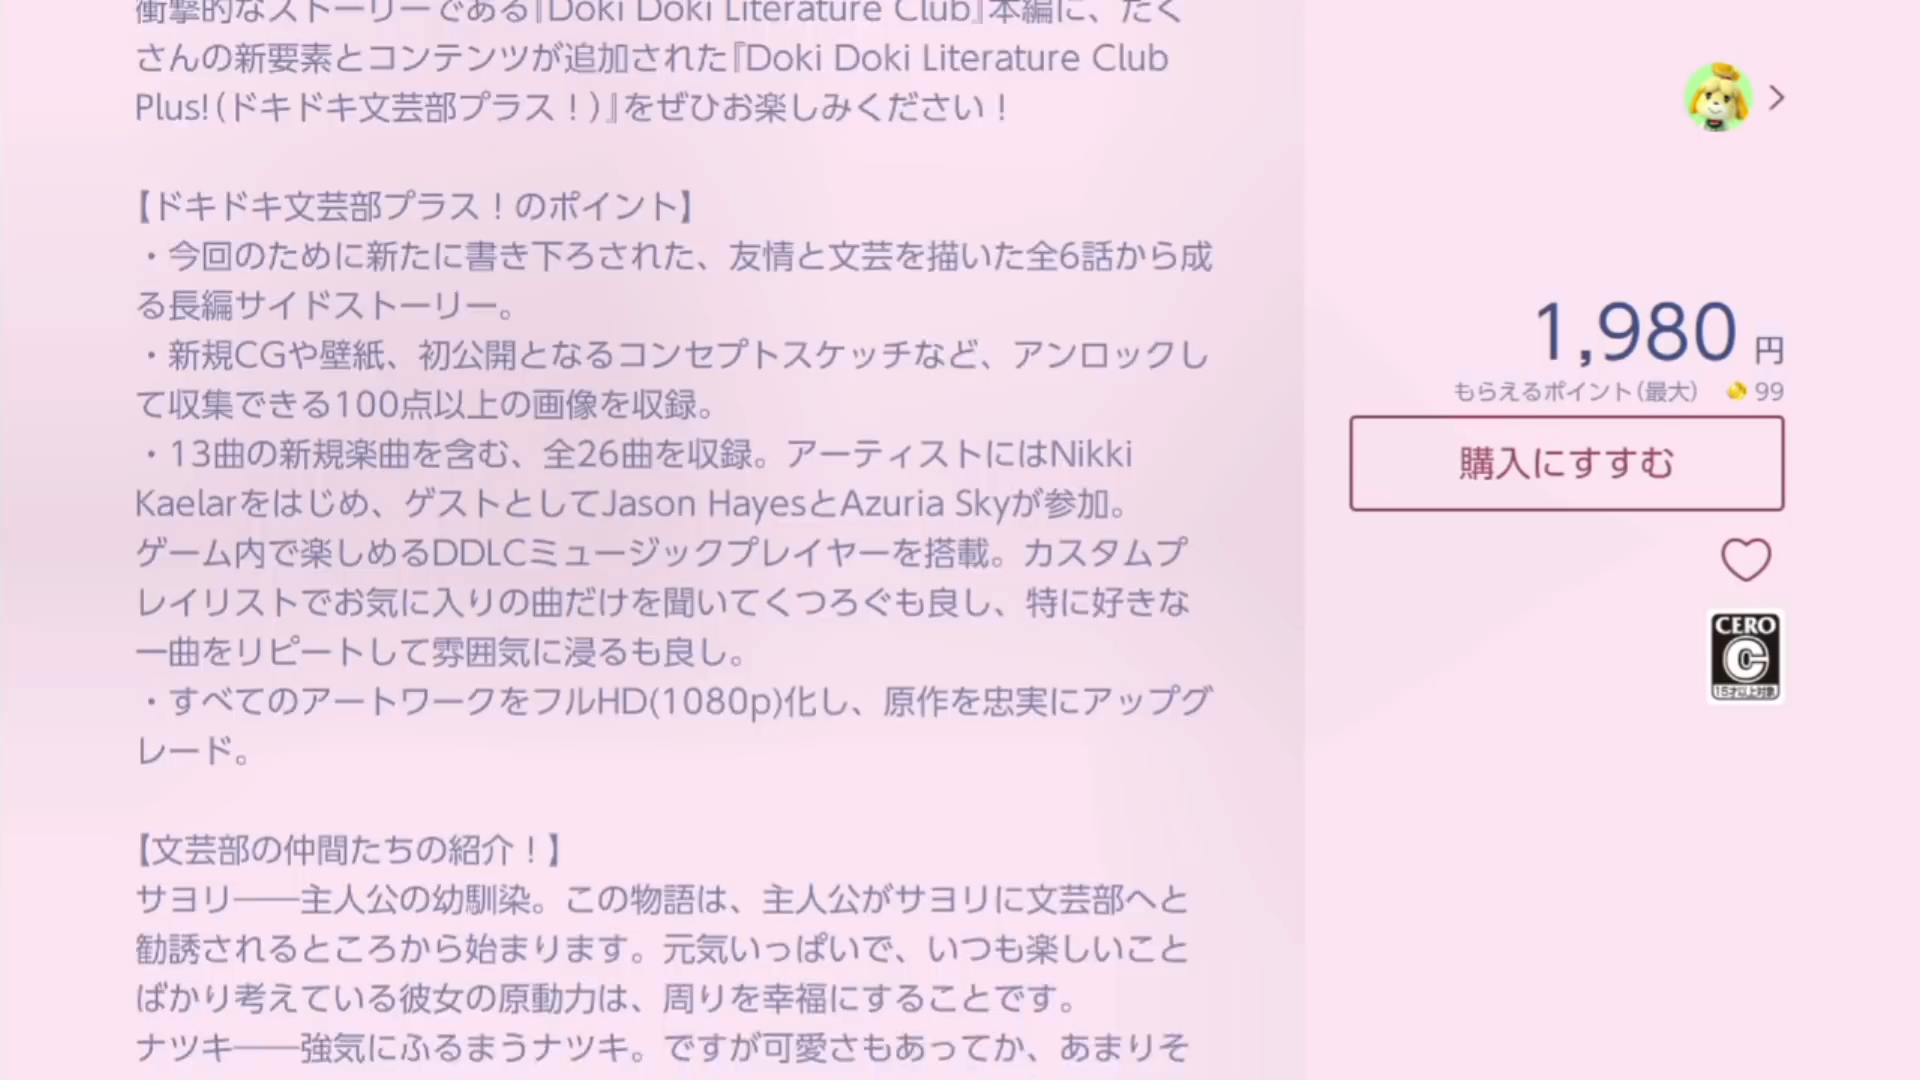 衝撃的なストーリーである『Doki Doki Literature Club』本編に、たく
さんの新要素とコンテンツが追加された『Doki Doki Literature Club
Plus!(ドキドキ文芸部プラス！)』をぜひお楽しみください！
【ドキドキ文芸部プラス！のポイント】
・今回のために新たに書き下ろされた、友情と文芸を描いた全6話から成
る長編サイドストーリー。
・新規CGや壁紙、初公開となるコンセプトスケッチなど、アンロックし
て収集できる100点以上の画像を収録。
・13曲の新規楽曲を含む、全26曲を収録。アーティストにはNikki
Kaelarをはじめ、ゲストとしてJason HayesとAzuria Skyが参加。
ゲーム内で楽しめるDDLCミュージックプレイヤーを搭載。カスタムプ
レイリストでお気に入りの曲だけを聞いてくつろぐも良し、特に好きな
一曲をリピートして雰囲気に浸るも良し。
・すべてのアートワークをフルHD(1080p)化し、原作を忠実にアップグ
レード。
【文芸部の仲間たちの紹介！】
サヨリ――主人公の幼馴染。この物語は、主人公がサヨリに文芸部へと
勧誘されるところから始まります。元気いっぱいで、いつも楽しいこと
ばかり考えている彼女の原動力は、周りを幸福にすることです。
ナツキ――強気にふるまうナツキ。ですが可愛さもあってか、あまりそ
1,980 円
もらえるポイント(最大) 99
購入にすすむ
CERO
C
15才以上対象